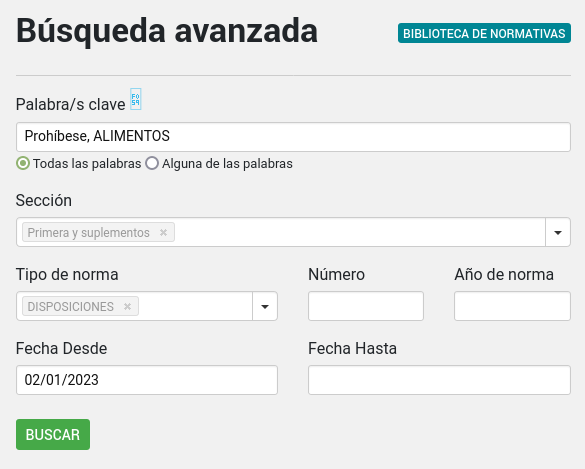 Búsqueda avanzada
BIBLIOTECA DE NORMATIVAS
Palabra/s clave
Prohíbese, ALIMENTOS
Todas las palabras Alguna de las palabras
Sección
Primera y suplementos ×
Tipo de norma Número Año de norma
DISPOSICIONES ×
Fecha Desde Fecha Hasta
02/01/2023
BUSCAR